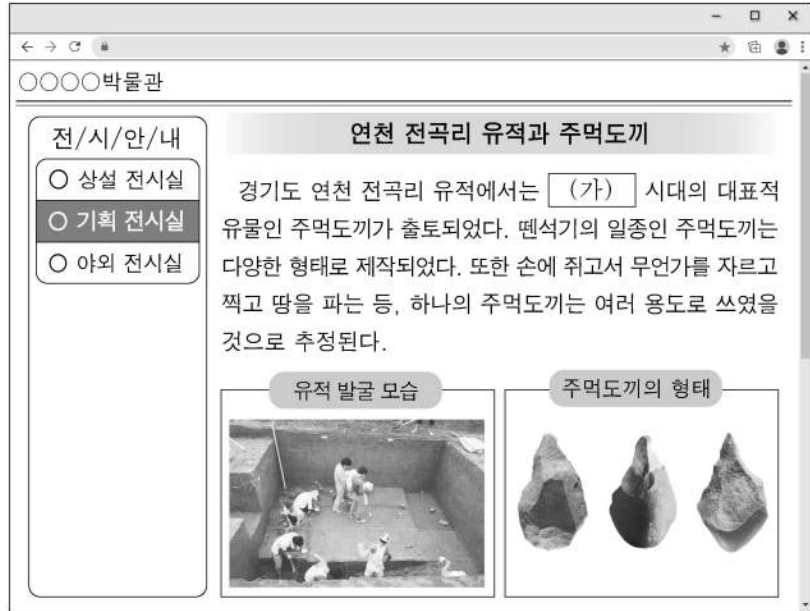 ○○○○박물관
전/시/안/내
○ 상설 전시실
○ 기획 전시실
○ 야외 전시실
연천 전곡리 유적과 주먹도끼
경기도 연천 전곡리 유적에서는 (가) 시대의 대표적
유물인 주먹도끼가 출토되었다. 뗀석기의 일종인 주먹도끼는
다양한 형태로 제작되었다. 또한 손에 쥐고서 무언가를 자르고
찍고 땅을 파는 등, 하나의 주먹도끼는 여러 용도로 쓰였을
것으로 추정된다.
유적 발굴 모습
주먹도끼의 형태